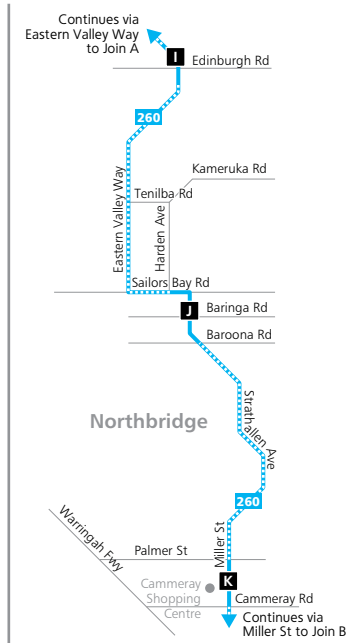 Continues via
Eastern Valley Way
to Join A
I
Edinburgh Rd
260
Kameruka Rd
Tenilba Rd
Eastern Valley Way
Harden Ave
Sailors Bay Rd
J
Baringa Rd
Baroona Rd
Northbridge
Strathallen Ave
260
Warringah Fwy
Miller St
Palmer St
K
Cammeray
Shopping
Centre
Cammeray Rd
Continues via
Miller St to Join B